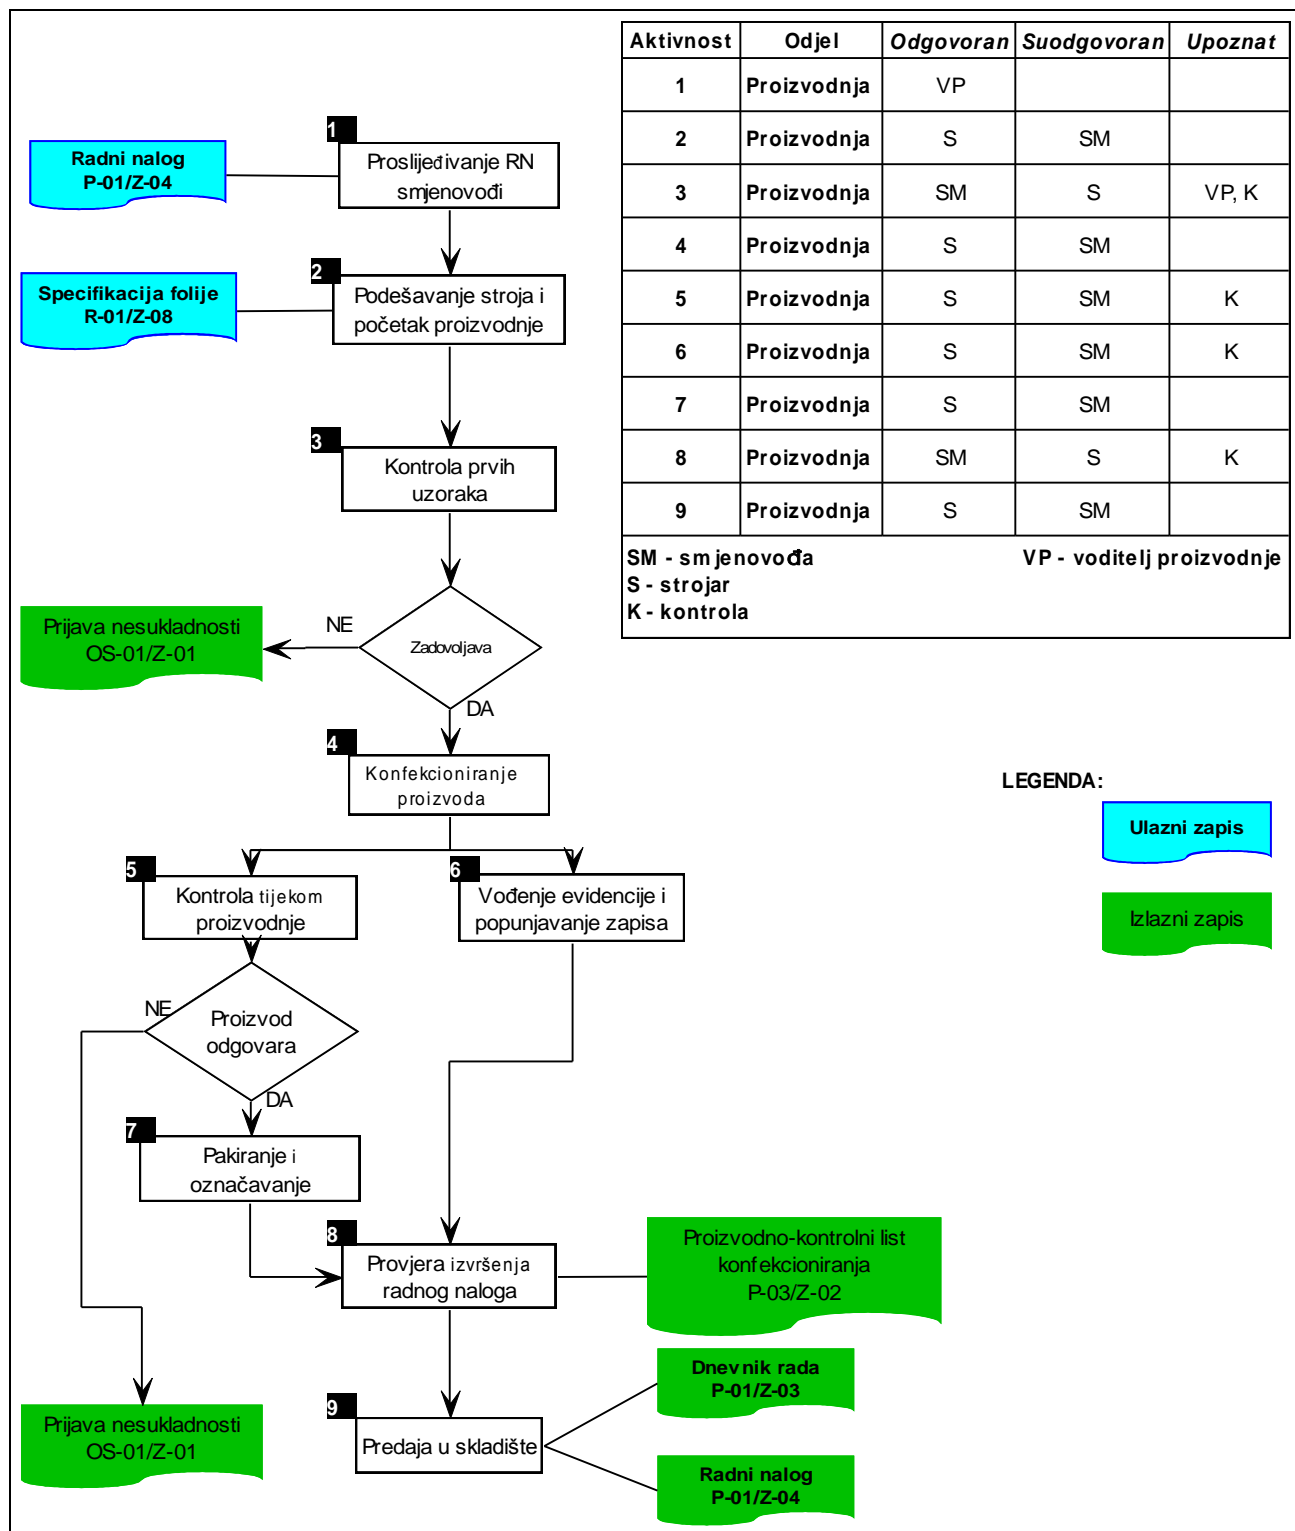 Aktivnost Odjel Odgovoran Suodgovoran Upoznat
1 Proizvodnja VP
2 Proizvodnja S SM
3 Proizvodnja SM S VP, K
4 Proizvodnja S SM
5 Proizvodnja S SM K
6 Proizvodnja S SM K
7 Proizvodnja S SM
8 Proizvodnja SM S K
9 Proizvodnja S SM
SM - smjenovođa VP - voditelj proizvodnje
S - strojar
K - kontrola
Radni nalog
P-01/Z-04
1
Proslijeđivanje RN
smjenovođi
Specifikacija folije
R-01/Z-08
2
Podešavanje stroja i
početak proizvodnje
3
Kontrola prvih
uzoraka
Zadovoljava
NE
DA
Prijava nesukladnosti
OS-01/Z-01
4
Konfekcioniranje
proizvoda
LEGENDA:
Ulazni zapis
Izlazni zapis
5
Kontrola tijekom
proizvodnje
6
Vođenje evidencije i
popunjavanje zapisa
NE
Proizvod
odgovara
DA
7
Pakiranje i
označavanje
8
Provjera izvršenja
radnog naloga
Proizvodno-kontrolni list
konfekcioniranja
P-03/Z-02
Dnevnik rada
P-01/Z-03
9
Predaja u skladište
Prijava nesukladnosti
OS-01/Z-01
Radni nalog
P-01/Z-04